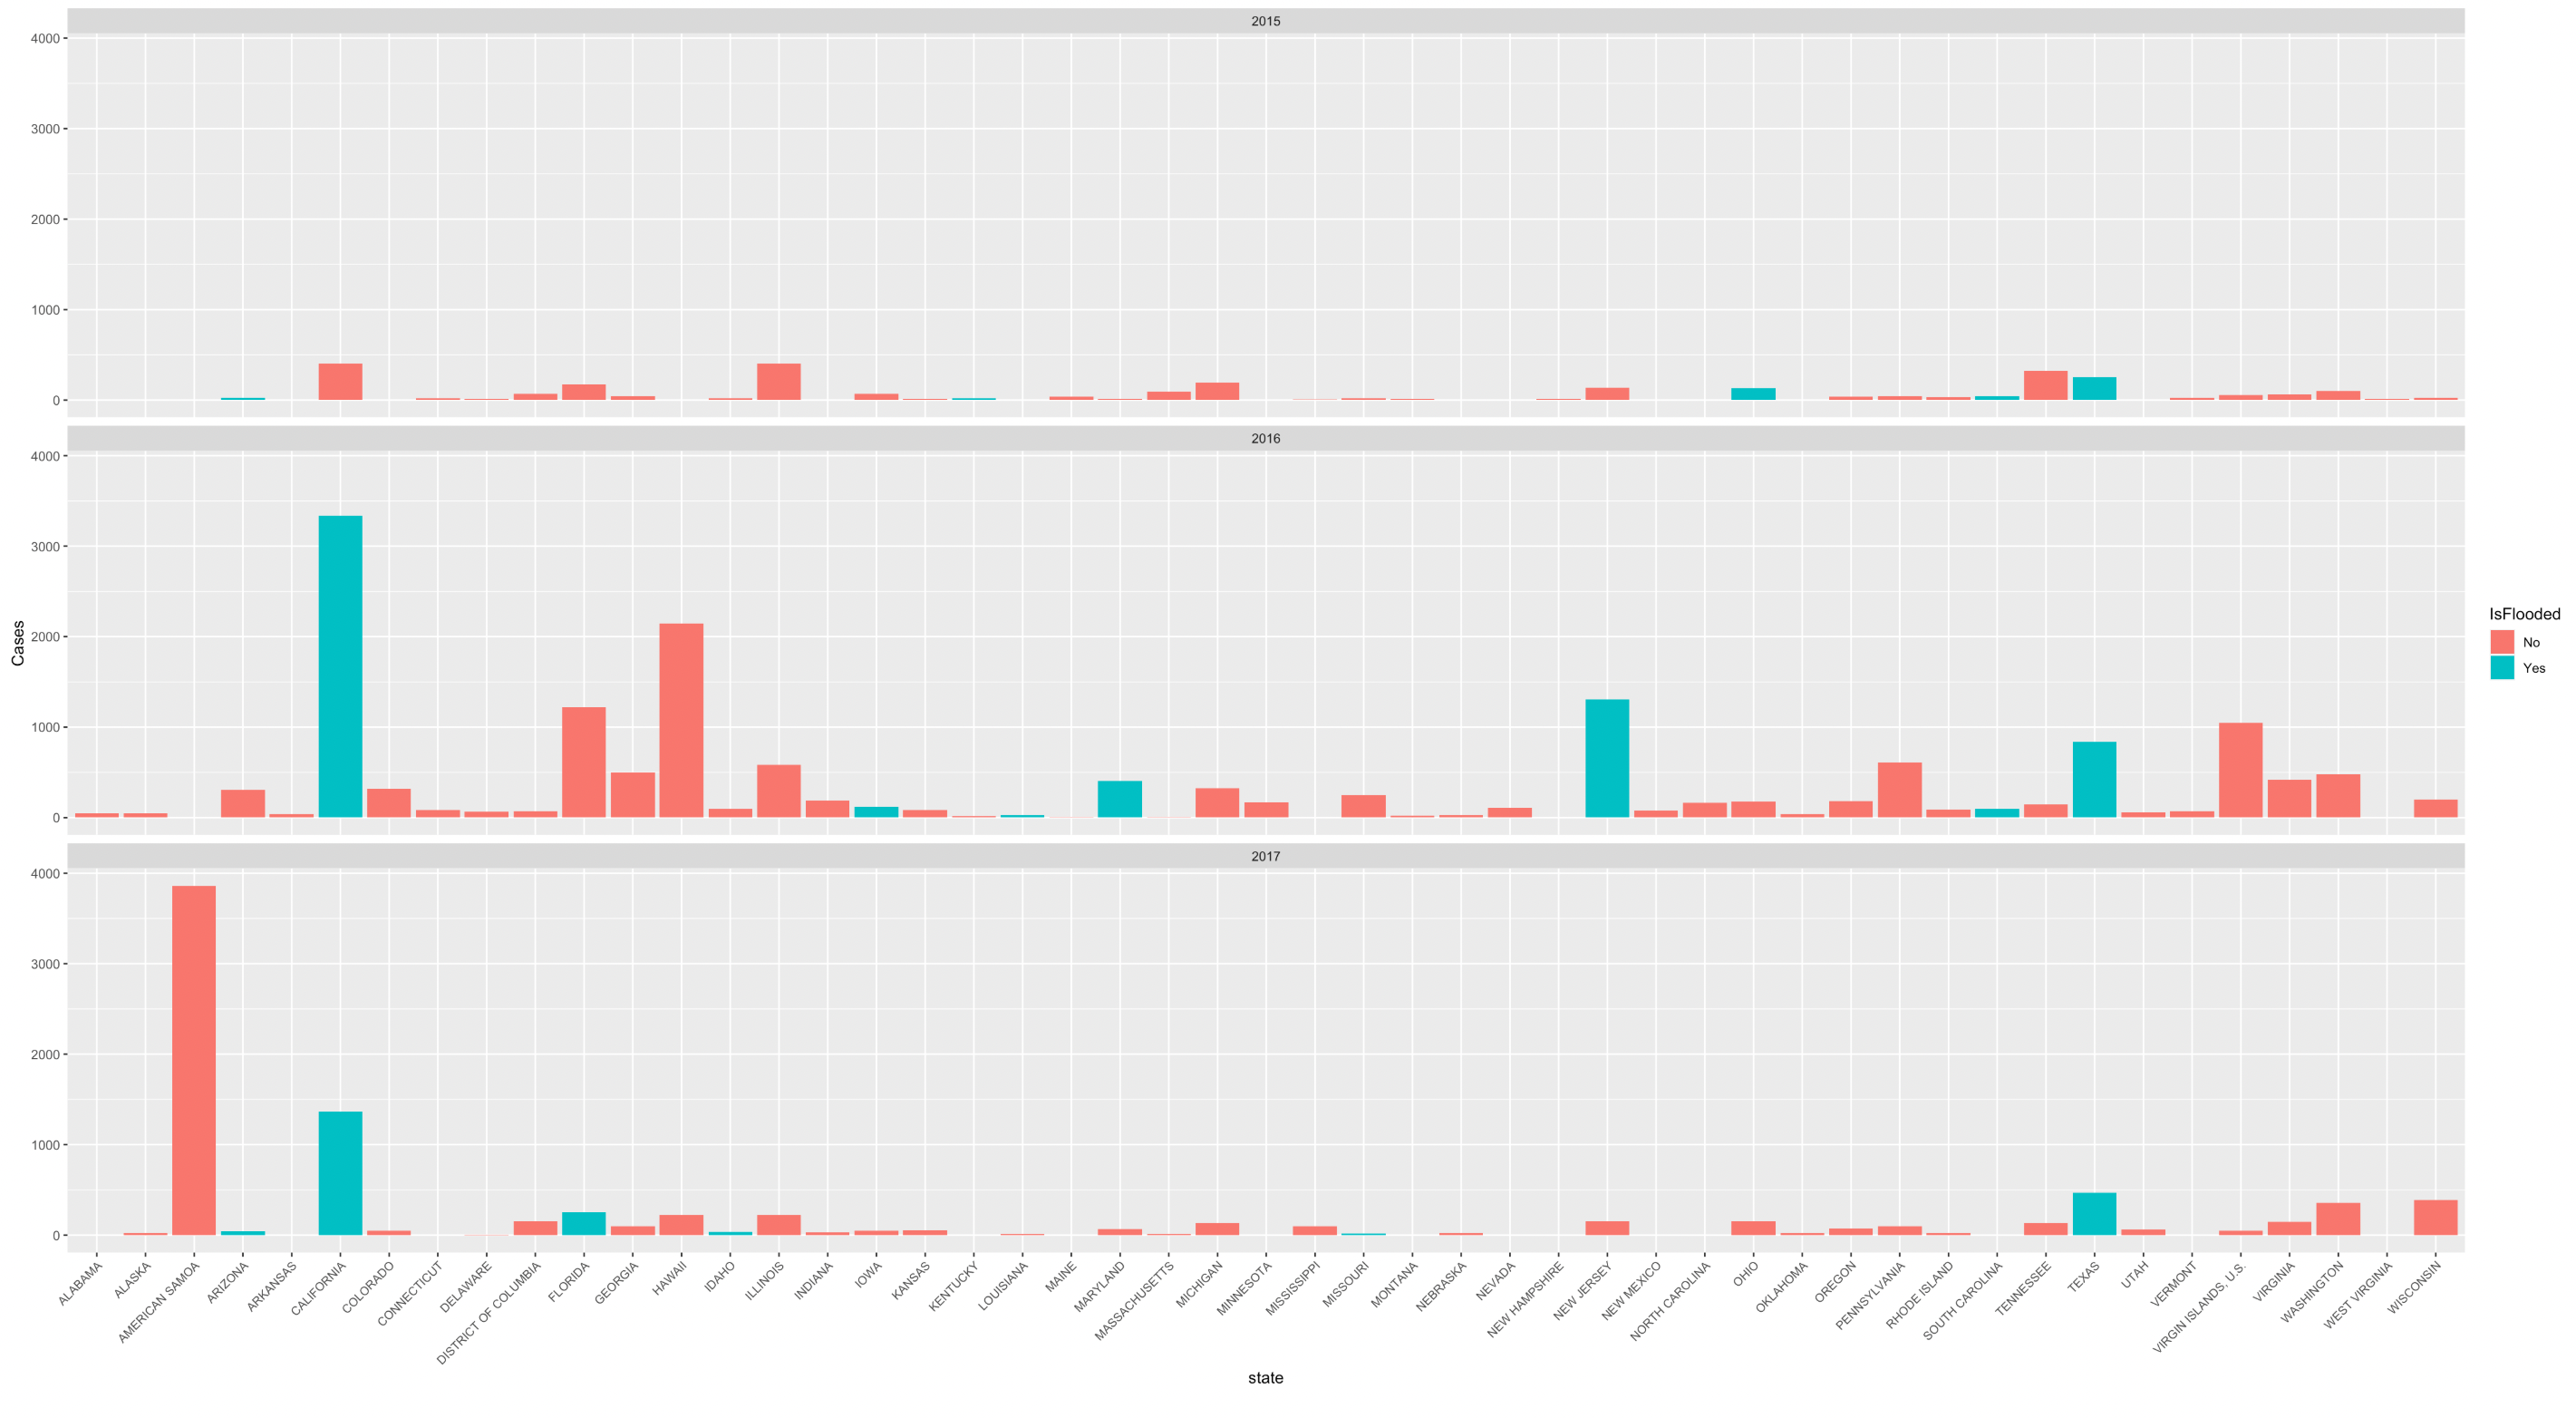 2015
4000
3000
2000
1000
0
2016
4000
3000
2000
1000
0
Cases
2017
4000
3000
2000
1000
0
ALABAMA
ALASKA
AMERICAN SAMOA
ARIZONA
ARKANSAS
CALIFORNIA
COLORADO
CONNECTICUT
DELAWARE
DISTRICT OF COLUMBIA
FLORIDA
GEORGIA
HAWAII
IDAHO
ILLINOIS
INDIANA
IOWA
KANSAS
KENTUCKY
LOUISIANA
MAINE
MARYLAND
MASSACHUSETTS
MICHIGAN
MINNESOTA
MISSISSIPPI
MISSOURI
MONTANA
NEBRASKA
NEVADA
NEW HAMPSHIRE
NEW JERSEY
NEW MEXICO
NORTH CAROLINA
OHIO
OKLAHOMA
OREGON
PENNSYLVANIA
RHODE ISLAND
SOUTH CAROLINA
TENNESSEE
TEXAS
UTAH
VERMONT
VIRGIN ISLANDS, U.S.
VIRGINIA
WASHINGTON
WEST VIRGINIA
WISCONSIN
state
IsFlooded
No
Yes